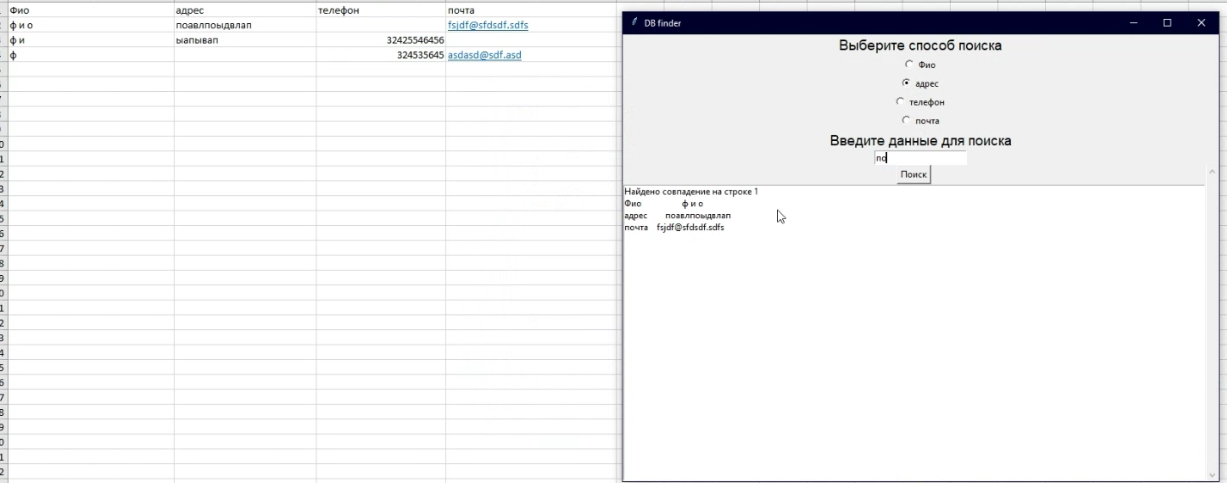 Фио адрес телефон почта
ф и о поавлпоыдвлап fsjdf@sfdsdf.sdfs
ф и ыапывап 32425546456
ф 324535645 asdasd@sdf.asd
DB finder
Выберите способ поиска
Фио
адрес
телефон
почта
Введите данные для поиска
по
Поиск
Найдено совпадение на строке 1
Фио ф и о
адрес поавлпоыдвлап
почта fsjdf@sfdsdf.sdfs